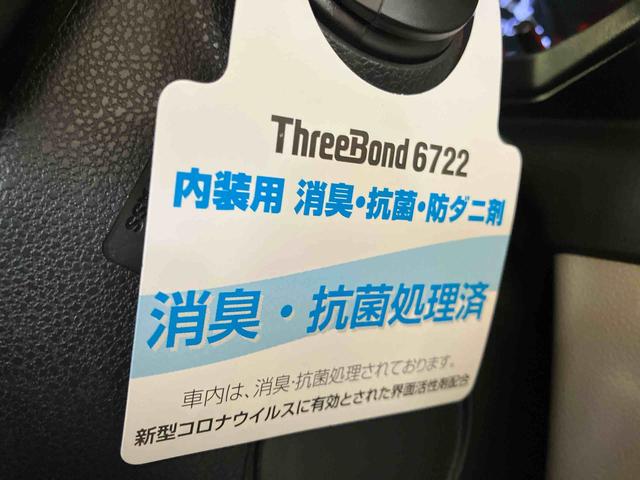 ThreeBond 6722
内装用 消臭・抗菌・防ダニ剤
消臭・抗菌処理済
車内は、消臭・抗菌処理されております。
新型コロナウイルスに有効とされた界面活性剤配合